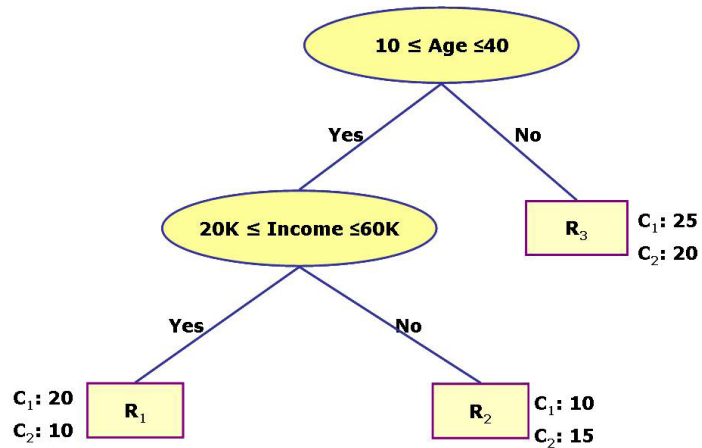 10 ≤ Age ≤40
Yes
No
20K ≤ Income ≤60K
R₃
C₁: 25
C₂: 20
Yes
No
C₁: 20
C₂: 10
R₁
R₂
C₁: 10
C₂: 15